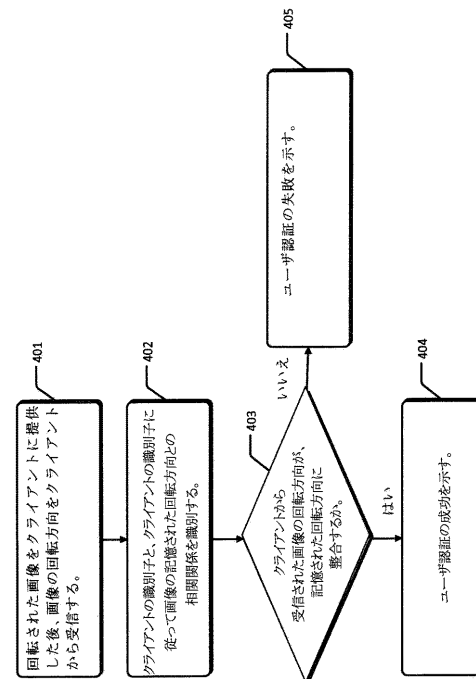 401
回転された画像をクライアントに提供
した後、画像の回転方向をクライアント
から受信する。
402
クライアントの識別子と、クライアントの識別子に
従って画像の記憶された回転方向との
相関関係を識別する。
403
クライアントから
受信された画像の回転方向が、
記憶された回転方向に
整合するか。
いいえ
405
ユーザ認証の失敗を示す。
はい
404
ユーザ認証の成功を示す。